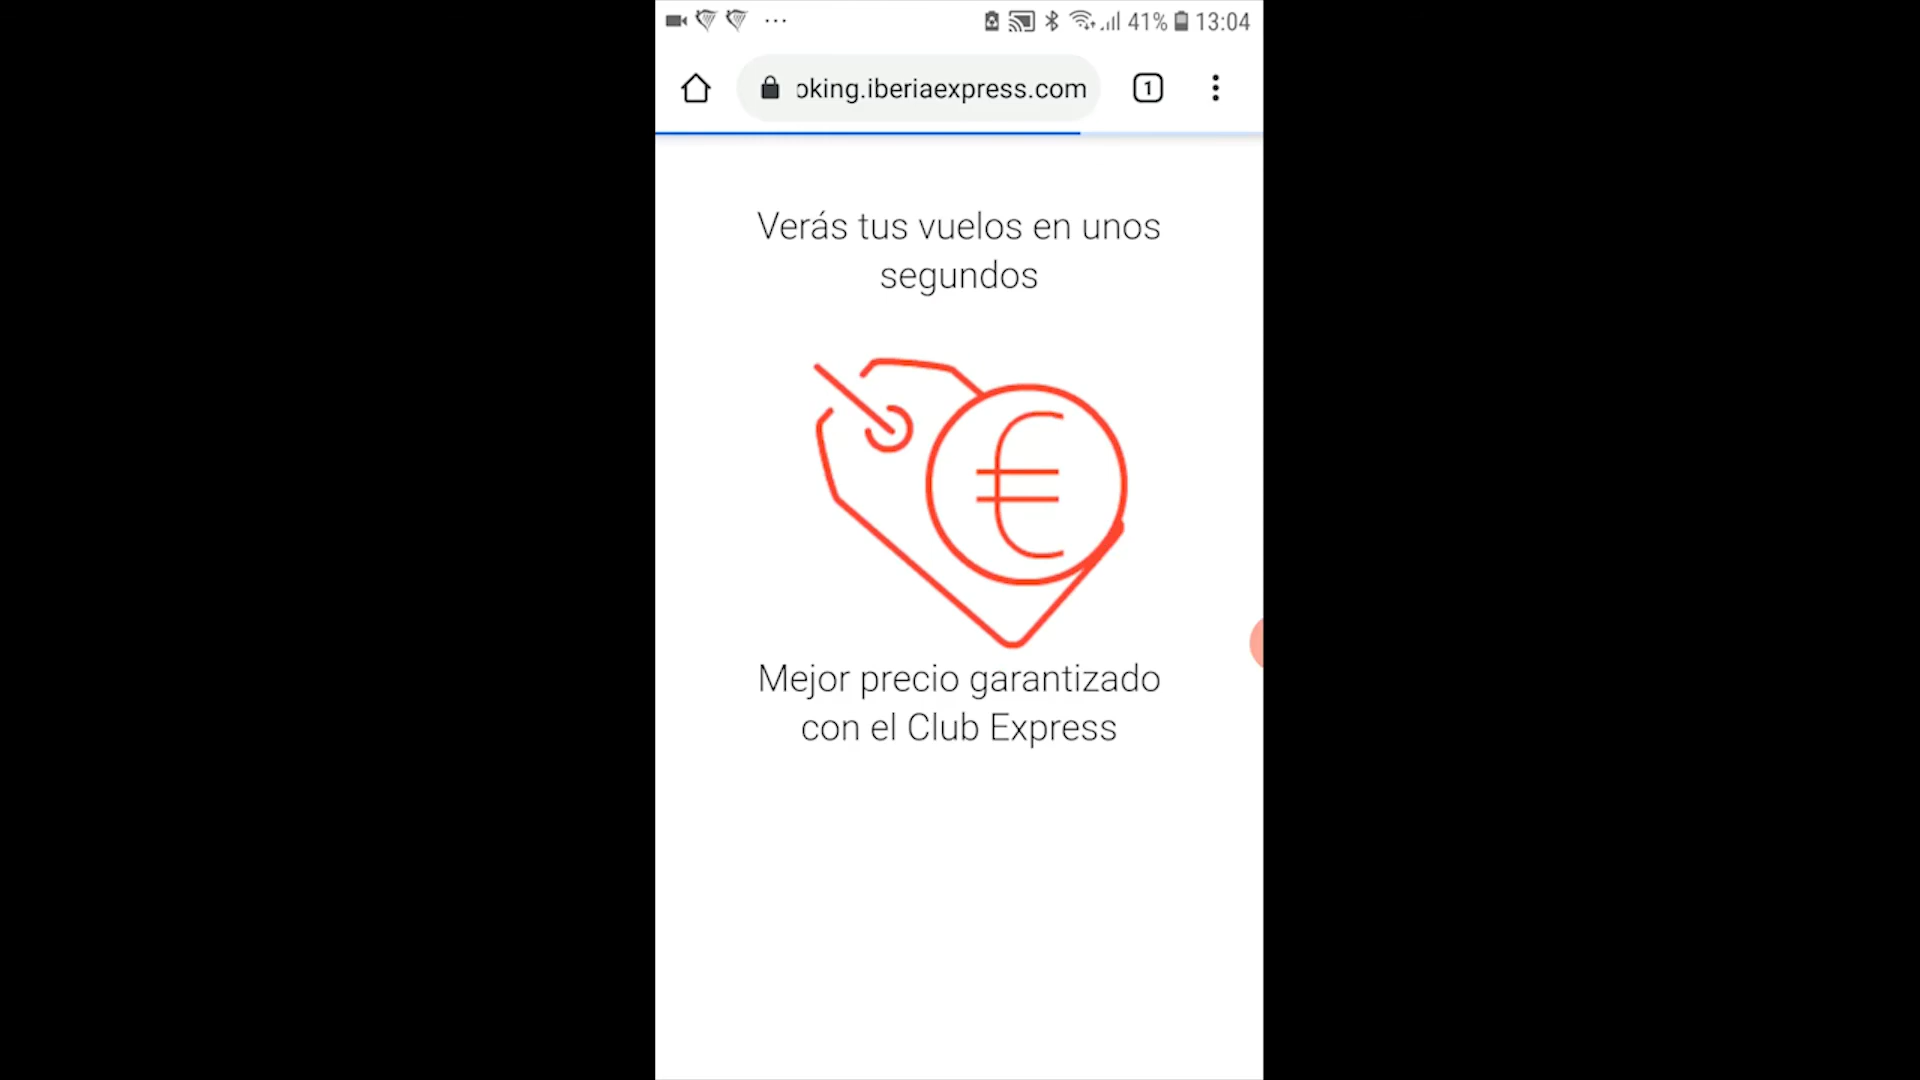 41% 13:04
oking.iberiaexpress.com
1
Verás tus vuelos en unos
segundos
€
Mejor precio garantizado
con el Club Express